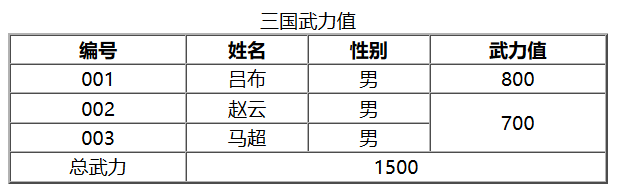 三国武力值
编号 姓名 性别 武力值
001 吕布 男 800
002 赵云 男 700
003 马超 男
总武力 1500